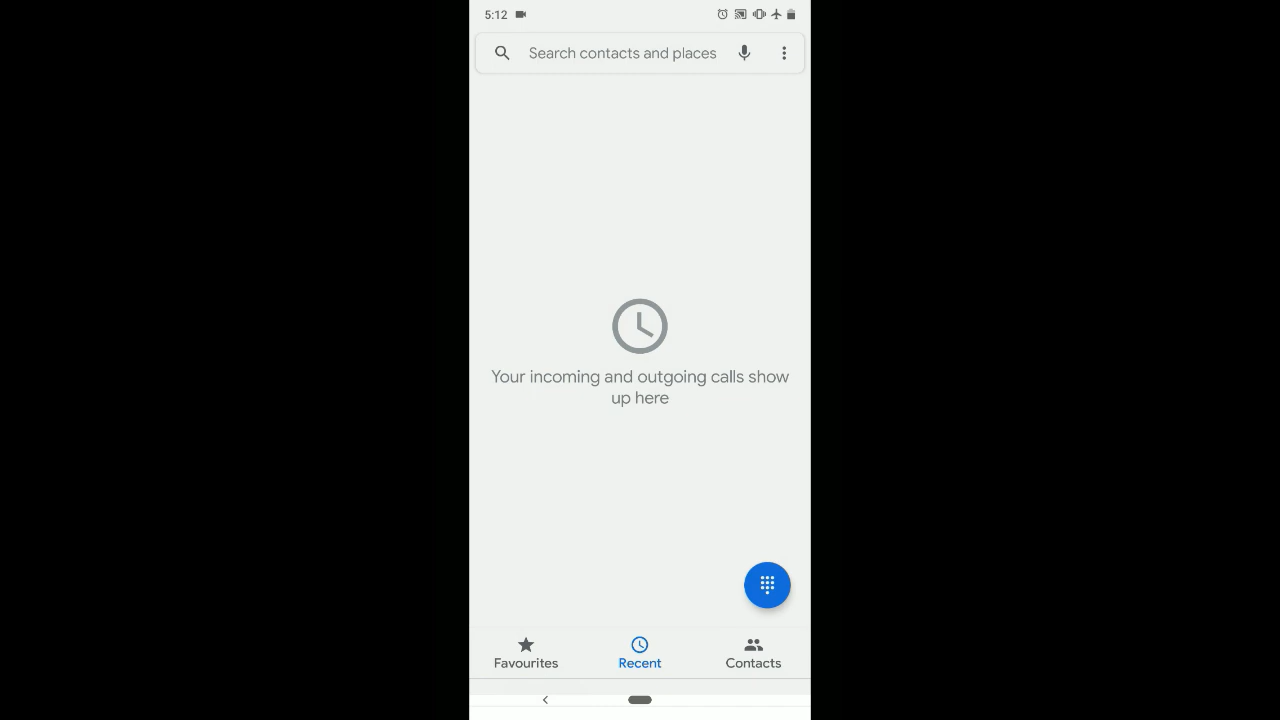 5:12
Search contacts and places
Your incoming and outgoing calls show
up here
Favourites
Recent
Contacts